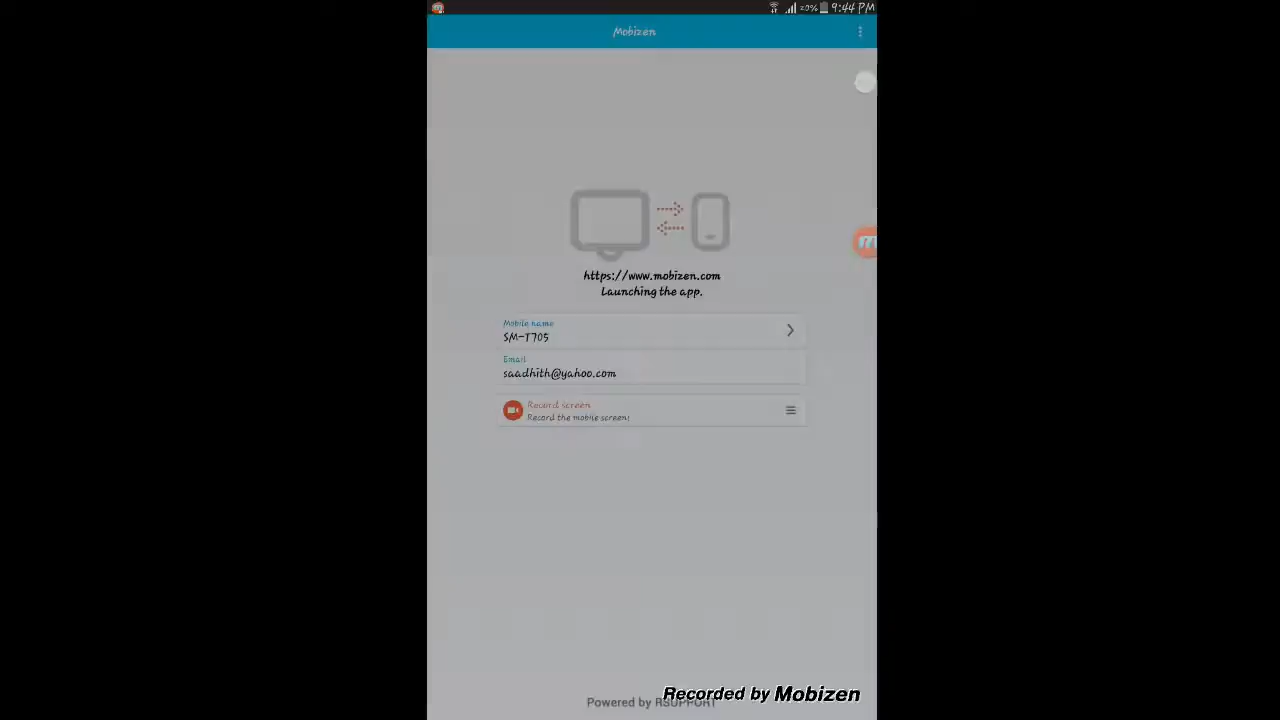 20% 9:44 PM
Mobizen
https://www.mobizen.com
Launching the app.
Mobile name
SM-T705
Email
saadhith@yahoo.com
Record screen
Record the mobile screen!
Powered by RSUPPORT
Recorded by Mobizen